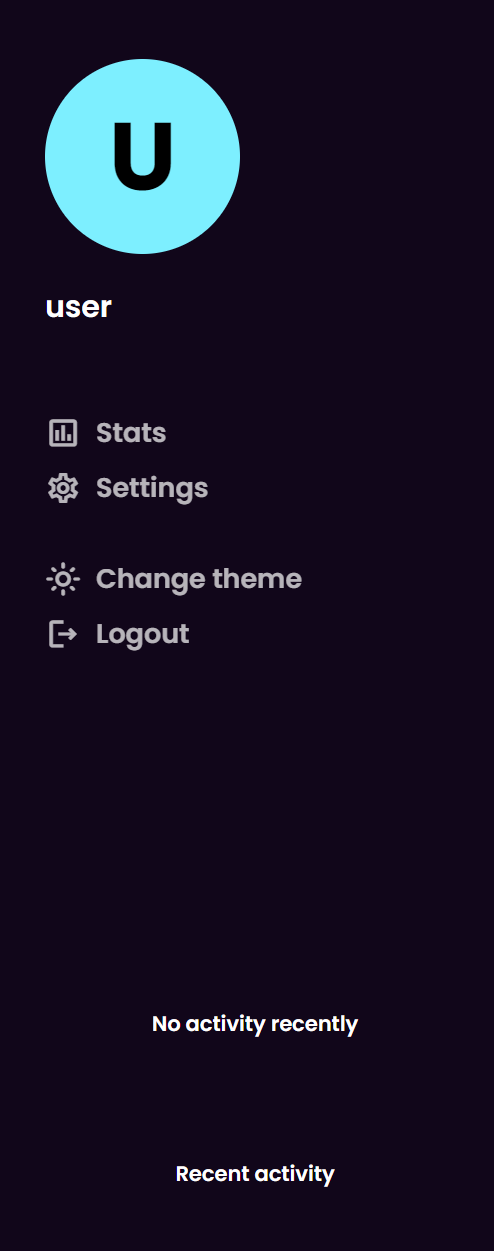 U
user
Stats
Settings
Change theme
Logout
No activity recently
Recent activity